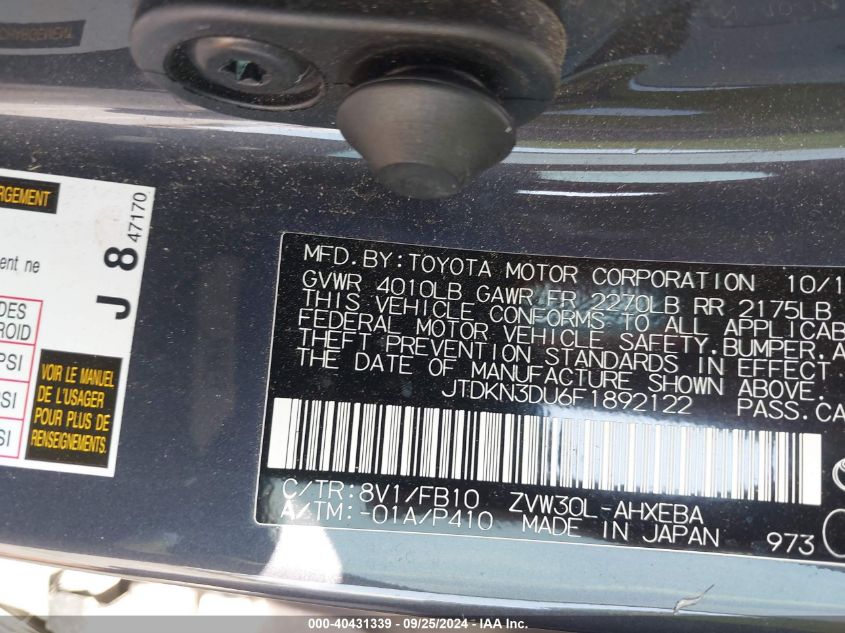 RGEMENT
J 8 47170
ent ne
DES
ROID
PSI
SI
SI
VOIR LE MANUEL
DE L'USAGER
POUR PLUS DE
RENSEIGNEMENTS.
MFD. BY: TOYOTA MOTOR CORPORATION 10/1
GVWR 4010LB GAWR FR 2270LB RR 2175LB
THIS VEHICLE CONFORMS TO ALL APPLICAB
FEDERAL MOTOR VEHICLE SAFETY, BUMPER, A
THEFT PREVENTION STANDARDS IN EFFECT
THE DATE OF MANUFACTURE SHOWN ABOVE.
JTDKN3DU6F1892122 PASS. CA
C/TR: 8V1/FB10 ZVW30L-AHXEBA
A/TM: -01A/P410 MADE IN JAPAN 973
000-40431339 - 09/25/2024 - IAA Inc.